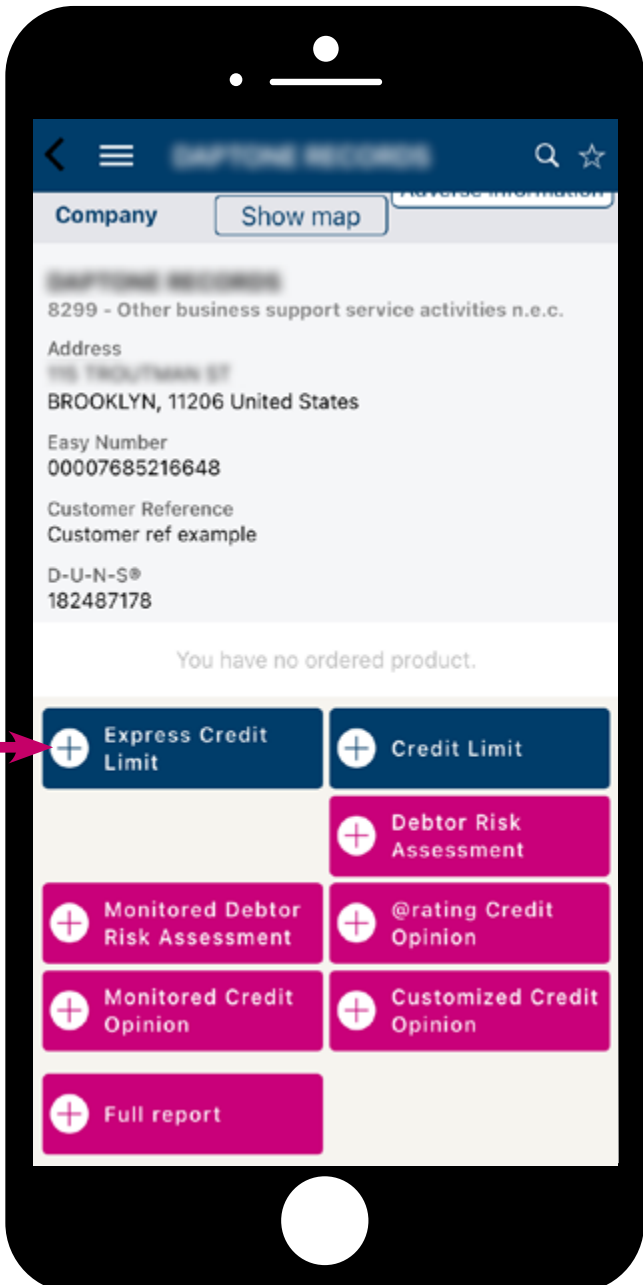 Adverse information
Company Show map
8299 - Other business support service activities n.e.c.
Address
BROOKLYN, 11206 United States
Easy Number
00007685216648
Customer Reference
Customer ref example
D-U-N-S®
182487178
You have no ordered product.
Express Credit
Limit
Credit Limit
Debtor Risk
Assessment
Monitored Debtor
Risk Assessment
@rating Credit
Opinion
Monitored Credit
Opinion
Customized Credit
Opinion
Full report